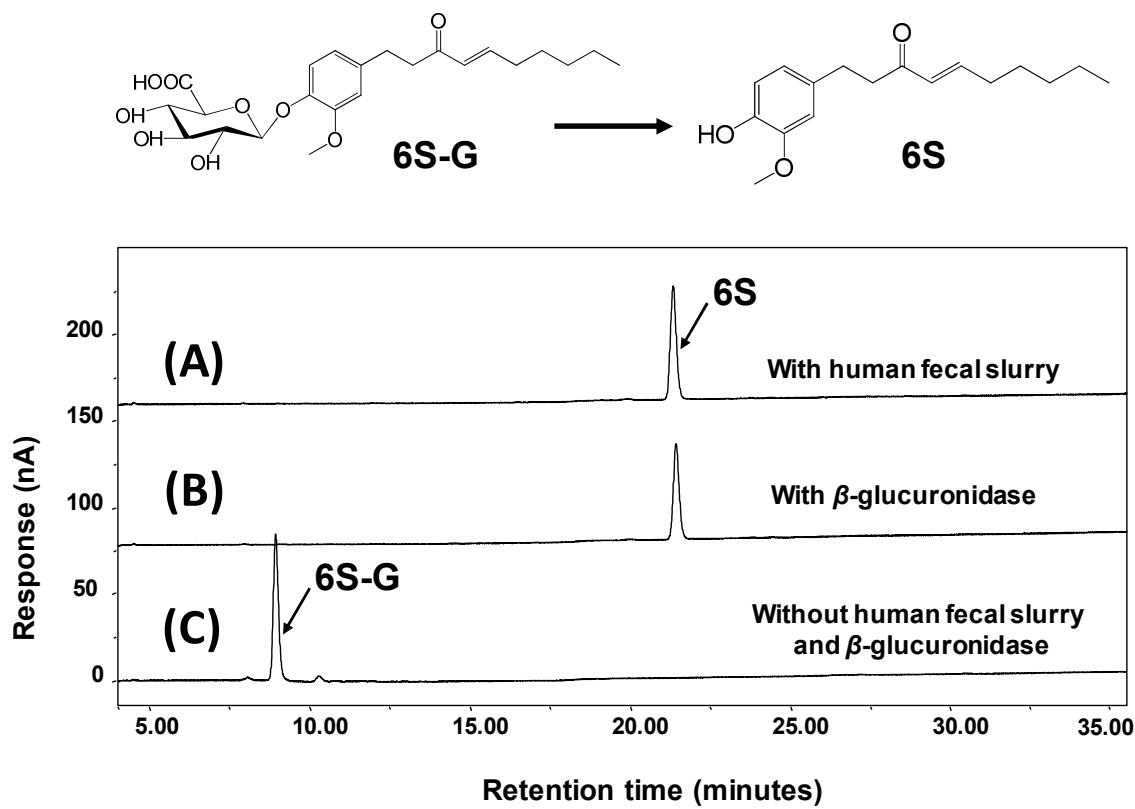 O
O
HOOC
O
OH
O
OH
OH
O
6S-G
HO
O
6S
6S
(A)
With human fecal slurry
(B)
With β-glucuronidase
6S-G
(C)
Without human fecal slurry
and β-glucuronidase
200
150
100
50
0
Response (nA)
5.00 10.00 15.00 20.00 25.00 30.00 35.00
Retention time (minutes)